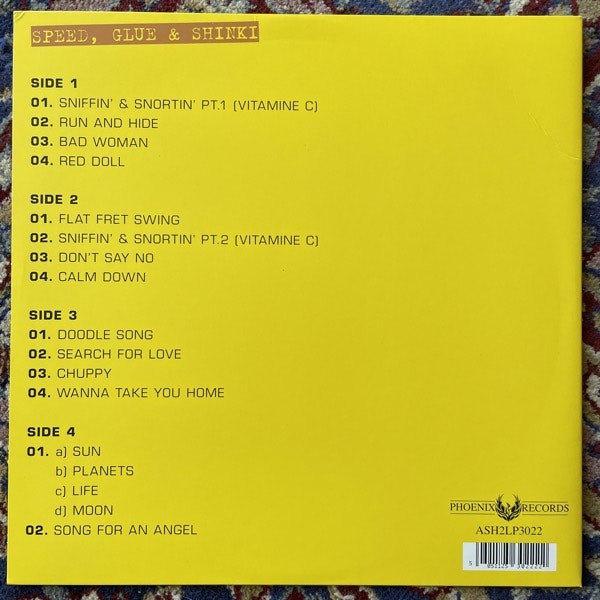 SPEED, GLUE & SHINKI
SIDE 1
01. SNIFFIN' & SNORTIN' PT.1 (VITAMINE C)
02. RUN AND HIDE
03. BAD WOMAN
04. RED DOLL
SIDE 2
01. FLAT FRET SWING
02. SNIFFIN' & SNORTIN' PT.2 (VITAMINE C)
03. DON'T SAY NO
04. CALM DOWN
SIDE 3
01. DOODLE SONG
02. SEARCH FOR LOVE
03. CHUPPY
04. WANNA TAKE YOU HOME
SIDE 4
01. a) SUN
b) PLANETS
c) LIFE
d) MOON
02. SONG FOR AN ANGEL
PHOENIX RECORDS
ASH2LP3022
5 051125 302222